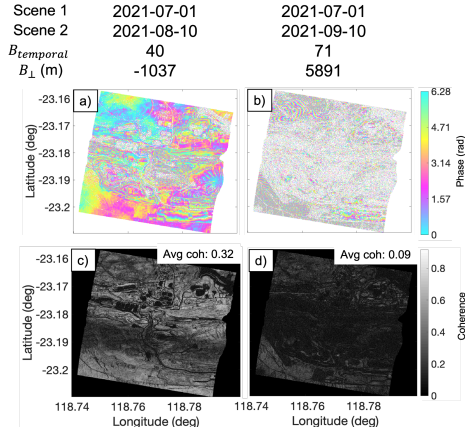 Scene 1 2021-07-01 2021-07-01
Scene 2 2021-08-10 2021-09-10
B_temporal 40 71
B_⊥ (m) -1037 5891
a) b)
-23.16
-23.17
-23.18
-23.19
-23.2
Latitude (deg)
6.28
4.71
3.14
1.57
0.00
Phase (rad)
c) Avg coh: 0.32 d) Avg coh: 0.09
-23.16
-23.17
-23.18
-23.19
-23.2
Latitude (deg)
0.8
0.6
0.4
0.2
0
Coherence
118.74 118.76 118.78 118.74 118.76 118.78
Longitude (deg) Longitude (deg)